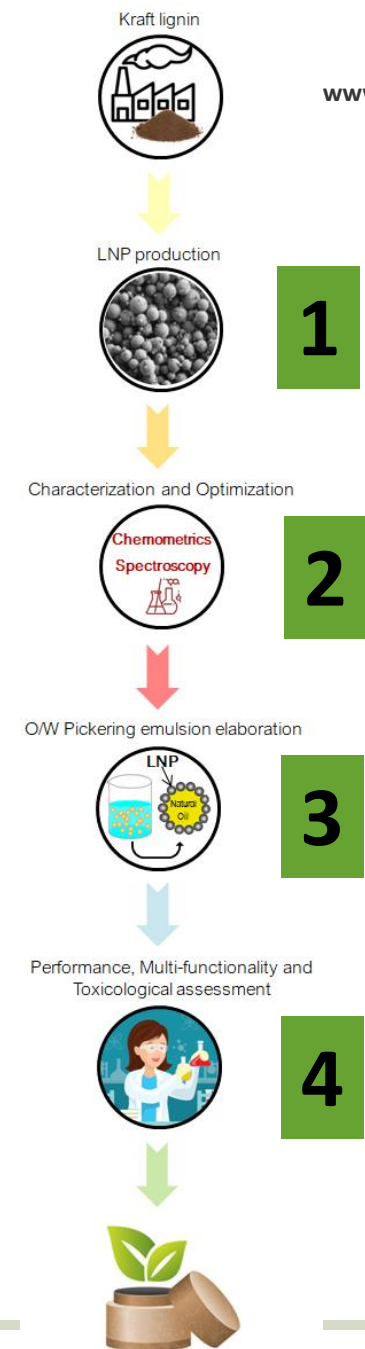 Kraft lignin
www
LNP production
1
Characterization and Optimization
Chemometrics
Spectroscopy
2
O/W Pickering emulsion elaboration
LNP
Natural
Oil
3
Performance, Multi-functionality and
Toxicological assessment
4